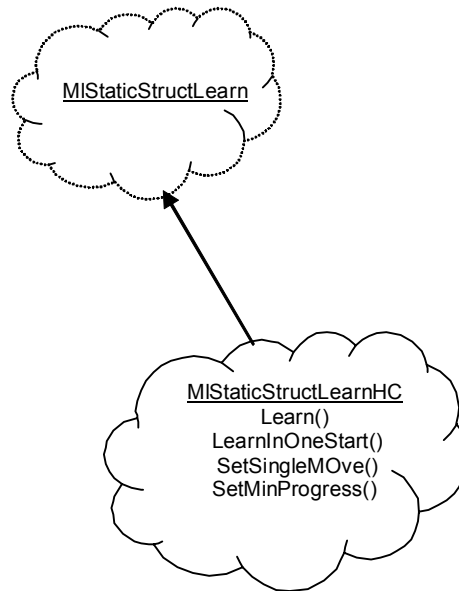 MlStaticStructLearn
MlStaticStructLearnHC
Learn()
LearnInOneStart()
SetSingleMOve()
SetMinProgress()